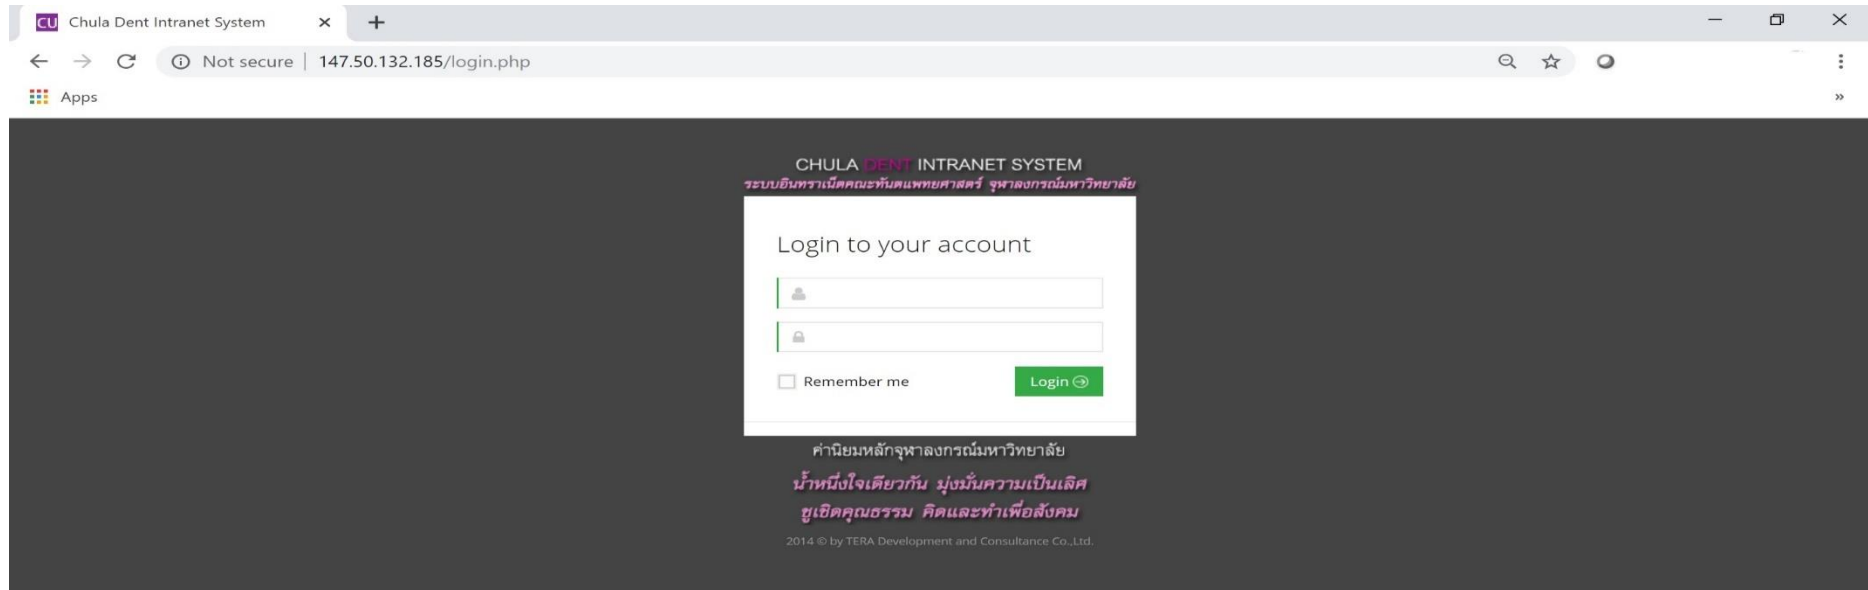 CU Chula Dent Intranet System
Not secure | 147.50.132.185/login.php
Apps
CHULA DENT INTRANET SYSTEM
ระบบอินทราเน็ตคณะทันตแพทยศาสตร์ จุฬาลงกรณ์มหาวิทยาลัย
Login to your account
Remember me
Login
ค่านิยมหลักจุฬาลงกรณ์มหาวิทยาลัย
น้ำหนึ่งใจเดียวกัน มุ่งมั่นความเป็นเลิศ
ชูเชิดคุณธรรม คิดและทำเพื่อสังคม
2014 © by TERA Development and Consultance Co.,Ltd.